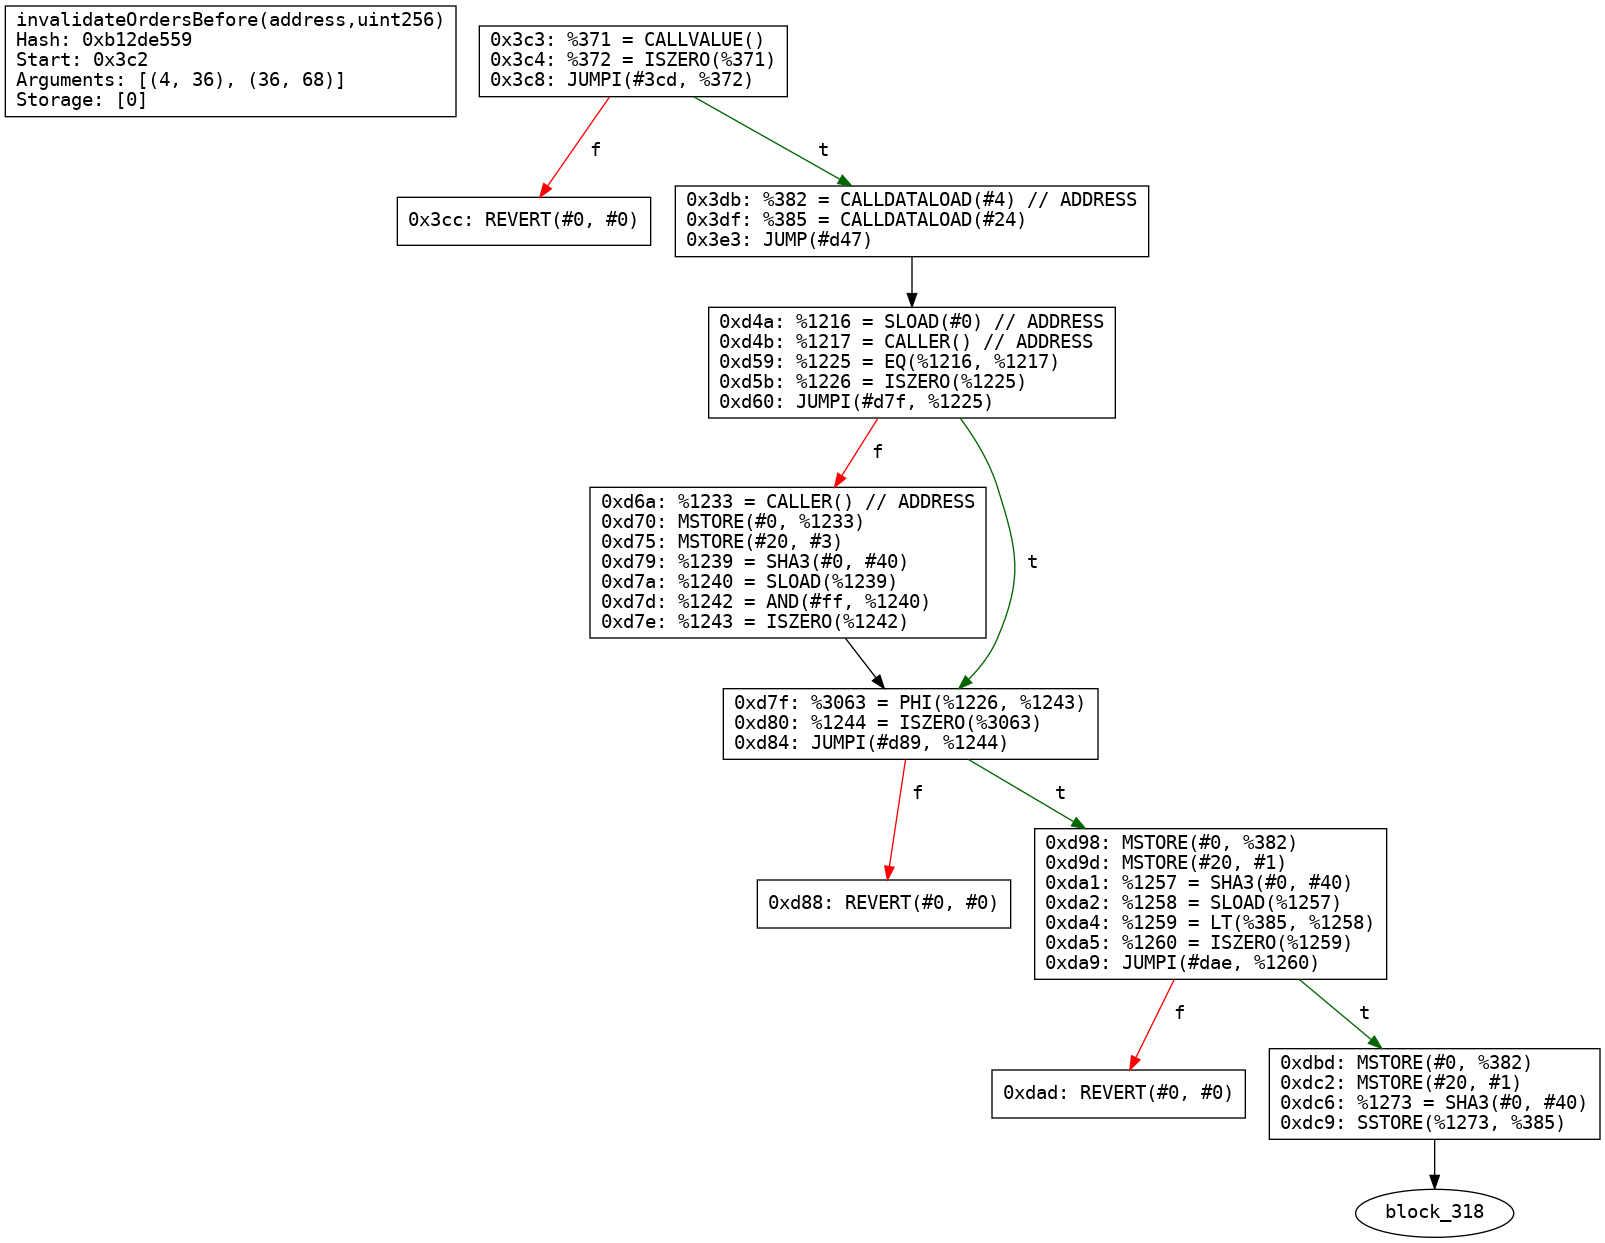 invalidateOrdersBefore(address,uint256)
Hash: 0xb12de559
Start: 0x3c2
Arguments: [(4, 36), (36, 68)]
Storage: [0]
0x3c3: %371 = CALLVALUE()
0x3c4: %372 = ISZERO(%371)
0x3c8: JUMPI(#3cd, %372)
f
t
0x3cc: REVERT(#0, #0)
0x3db: %382 = CALLDATALOAD(#4) // ADDRESS
0x3df: %385 = CALLDATALOAD(#24)
0x3e3: JUMP(#d47)
0xd4a: %1216 = SLOAD(#0) // ADDRESS
0xd4b: %1217 = CALLER() // ADDRESS
0xd59: %1225 = EQ(%1216, %1217)
0xd5b: %1226 = ISZERO(%1225)
0xd60: JUMPI(#d7f, %1225)
f
t
0xd6a: %1233 = CALLER() // ADDRESS
0xd70: MSTORE(#0, %1233)
0xd75: MSTORE(#20, #3)
0xd79: %1239 = SHA3(#0, #40)
0xd7a: %1240 = SLOAD(%1239)
0xd7d: %1242 = AND(#ff, %1240)
0xd7e: %1243 = ISZERO(%1242)
0xd7f: %3063 = PHI(%1226, %1243)
0xd80: %1244 = ISZERO(%3063)
0xd84: JUMPI(#d89, %1244)
f
t
0xd88: REVERT(#0, #0)
0xd98: MSTORE(#0, %382)
0xd9d: MSTORE(#20, #1)
0xda1: %1257 = SHA3(#0, #40)
0xda2: %1258 = SLOAD(%1257)
0xda4: %1259 = LT(%385, %1258)
0xda5: %1260 = ISZERO(%1259)
0xda9: JUMPI(#dae, %1260)
f
t
0xdad: REVERT(#0, #0)
0xdbd: MSTORE(#0, %382)
0xdc2: MSTORE(#20, #1)
0xdc6: %1273 = SHA3(#0, #40)
0xdc9: SSTORE(%1273, %385)
block_318